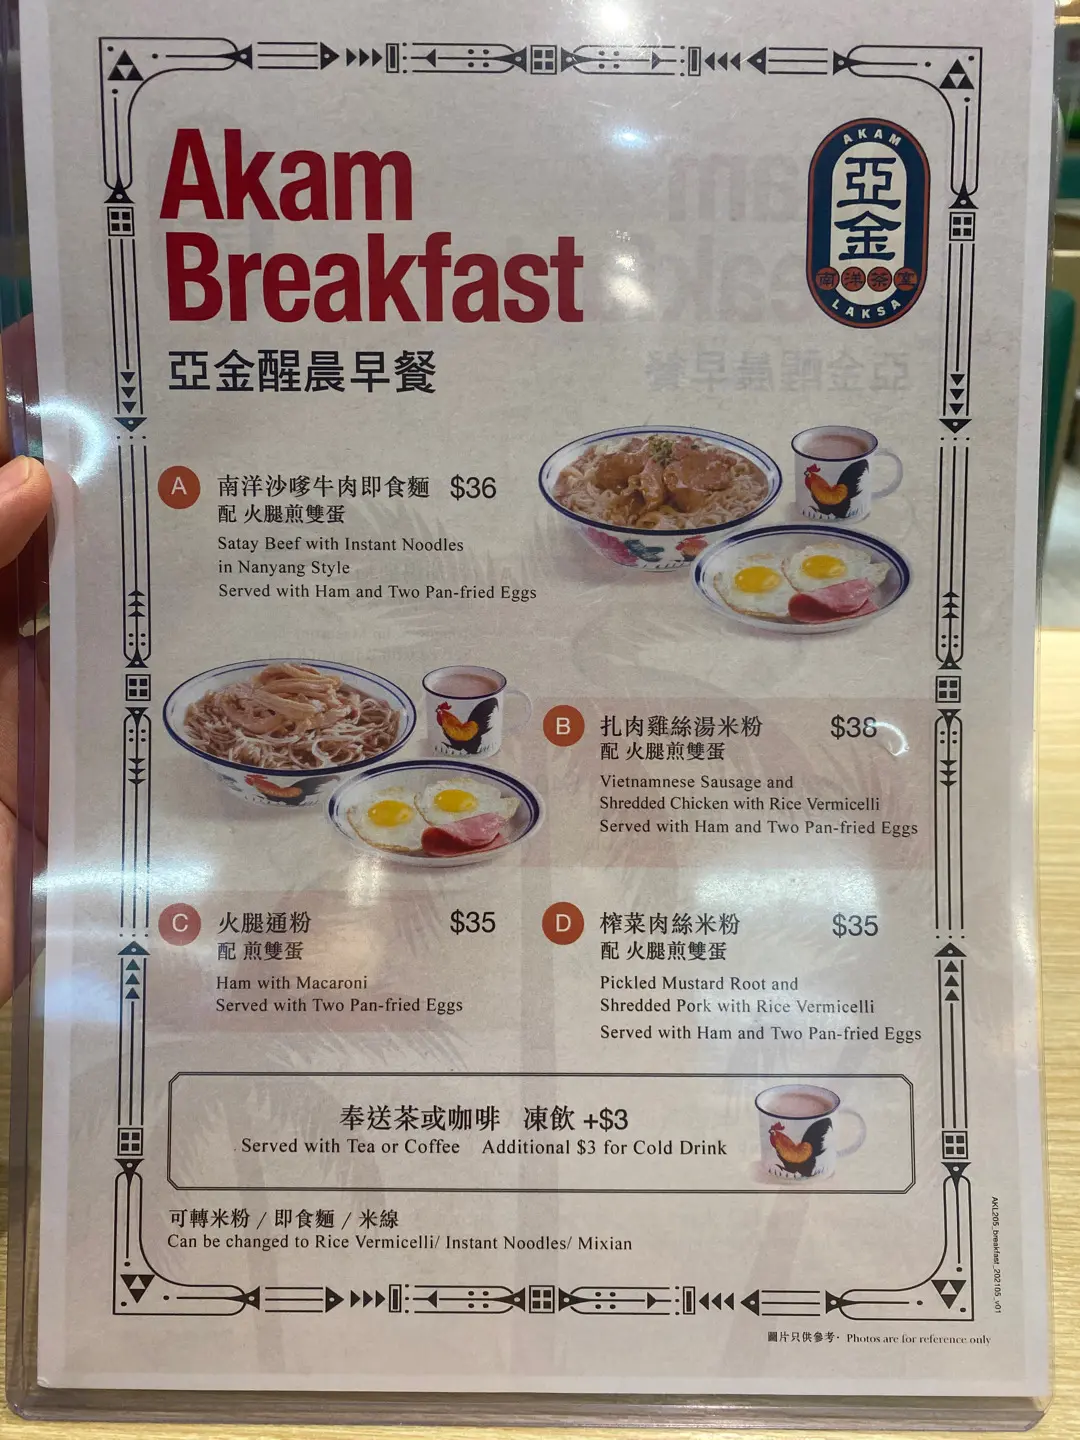 Akam
Breakfast
亞金醒晨早餐
AKAM
亞金
南洋茶室
LAKSA
A
南洋沙嗲牛肉即食麵 $36
配 火腿煎雙蛋
Satay Beef with Instant Noodles
in Nanyang Style
Served with Ham and Two Pan-fried Eggs
B
扎肉雞絲湯米粉 $38
配 火腿煎雙蛋
Vietnamnese Sausage and
Shredded Chicken with Rice Vermicelli
Served with Ham and Two Pan-fried Eggs
C
火腿通粉 $35
配 煎雙蛋
Ham with Macaroni
Served with Two Pan-fried Eggs
D
榨菜肉絲米粉 $35
配 火腿煎雙蛋
Pickled Mustard Root and
Shredded Pork with Rice Vermicelli
Served with Ham and Two Pan-fried Eggs
奉送茶或咖啡 凍飲 +$3
Served with Tea or Coffee Additional $3 for Cold Drink
可轉米粉 / 即食麵 / 米線
Can be changed to Rice Vermicelli/ Instant Noodles/ Mixian
AKL205_breakfast_202105_v01
圖片只供參考· Photos are for reference only